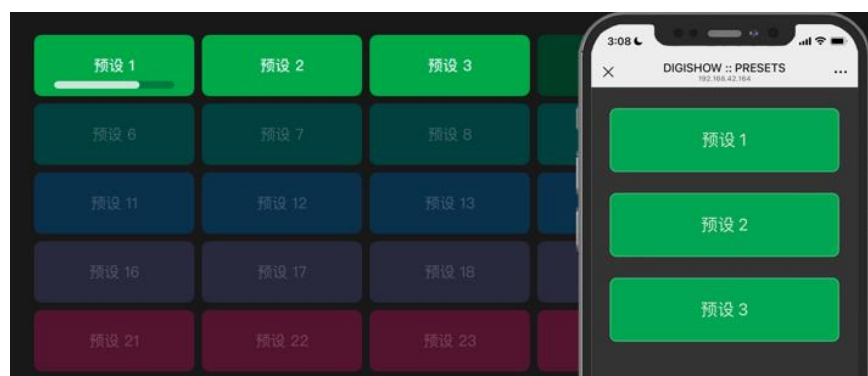 预设 1
预设 2
预设 3
预设 6
预设 7
预设 8
预设 11
预设 12
预设 13
预设 16
预设 17
预设 18
预设 21
预设 22
预设 23
3:08
DIGISHOW :: PRESETS
192.168.42.164
预设 1
预设 2
预设 3